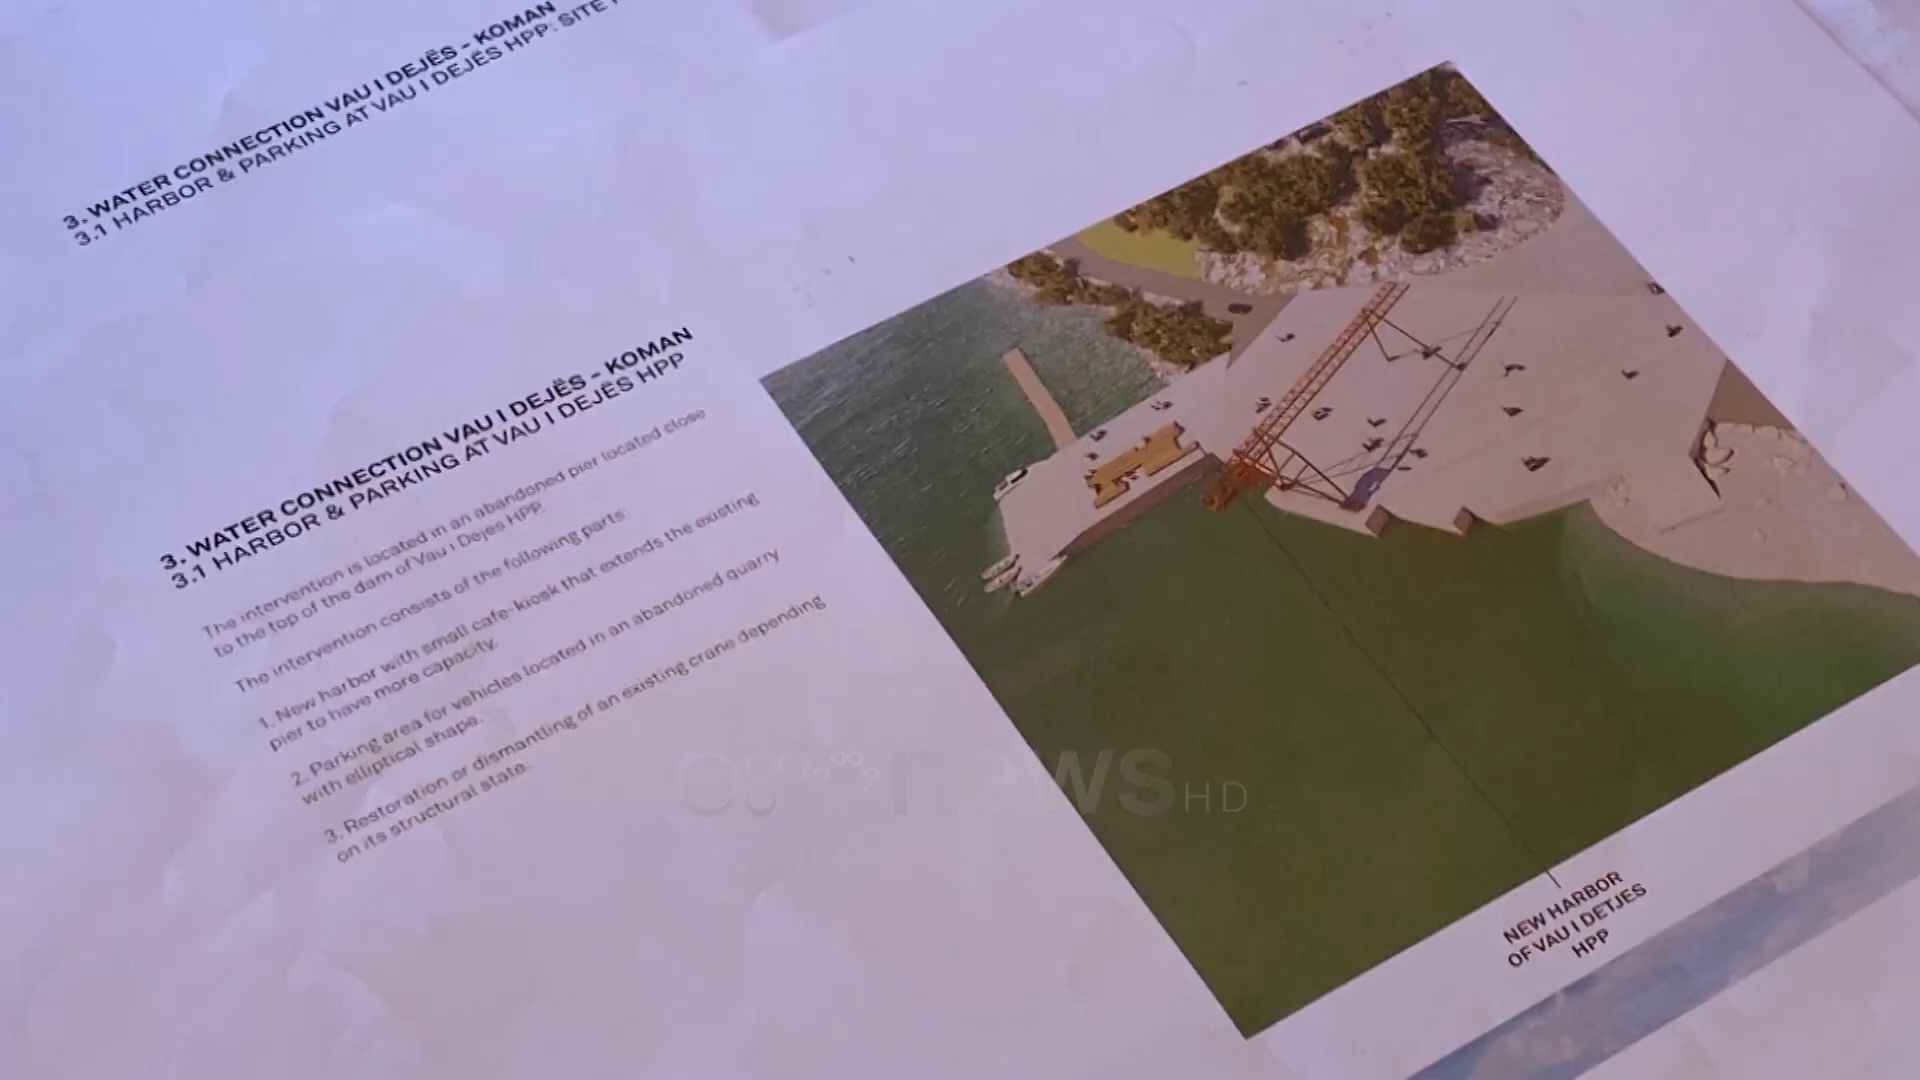 3. WATER CONNECTION VAU I DEJËS - KOMAN
3.1 HARBOR & PARKING AT VAU I DEJËS HPP: SITE
3. WATER CONNECTION VAU I DEJËS - KOMAN
3.1 HARBOR & PARKING AT VAU I DEJËS HPP
The intervention is located in an abandoned pier located close
to the top of the dam of Vau i Dejes HPP.
The intervention consists of the following parts:
1. New harbor with small cafe-kiosk that extends the existing
pier to have more capacity.
2. Parking area for vehicles located in an abandoned quarry
with elliptical shape.
3. Restoration or dismantling of an existing crane depending
on its structural state.
news HD
NEW HARBOR
OF VAU I DETJES
HPP